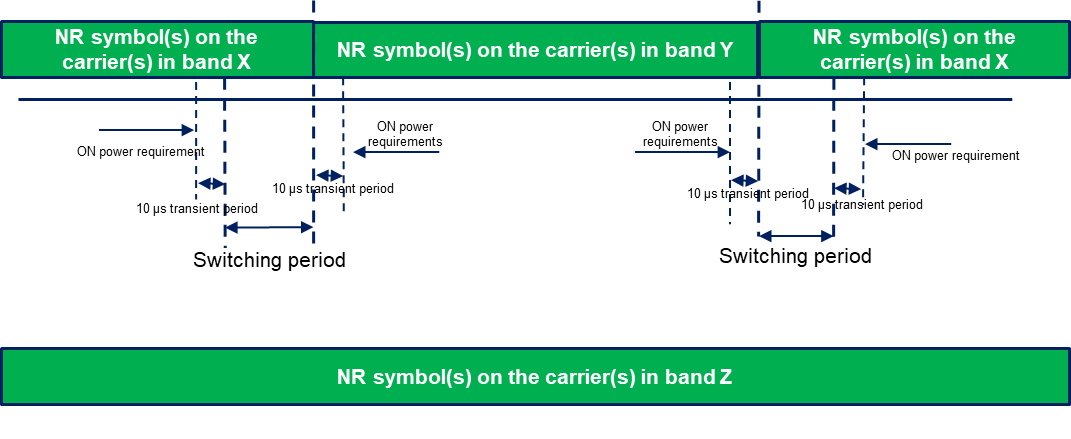 NR symbol(s) on the
carrier(s) in band X
NR symbol(s) on the carrier(s) in band Y
NR symbol(s) on the
carrier(s) in band X
ON power requirement
ON power
requirements
10 µs transient period
10 µs transient period
Switching period
ON power
requirements
ON power requirement
10 µs transient period
10 µs transient period
Switching period
NR symbol(s) on the carrier(s) in band Z